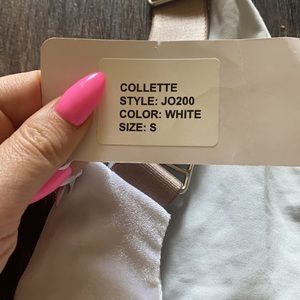 COLLETTE
STYLE: JO200
COLOR: WHITE
SIZE: S